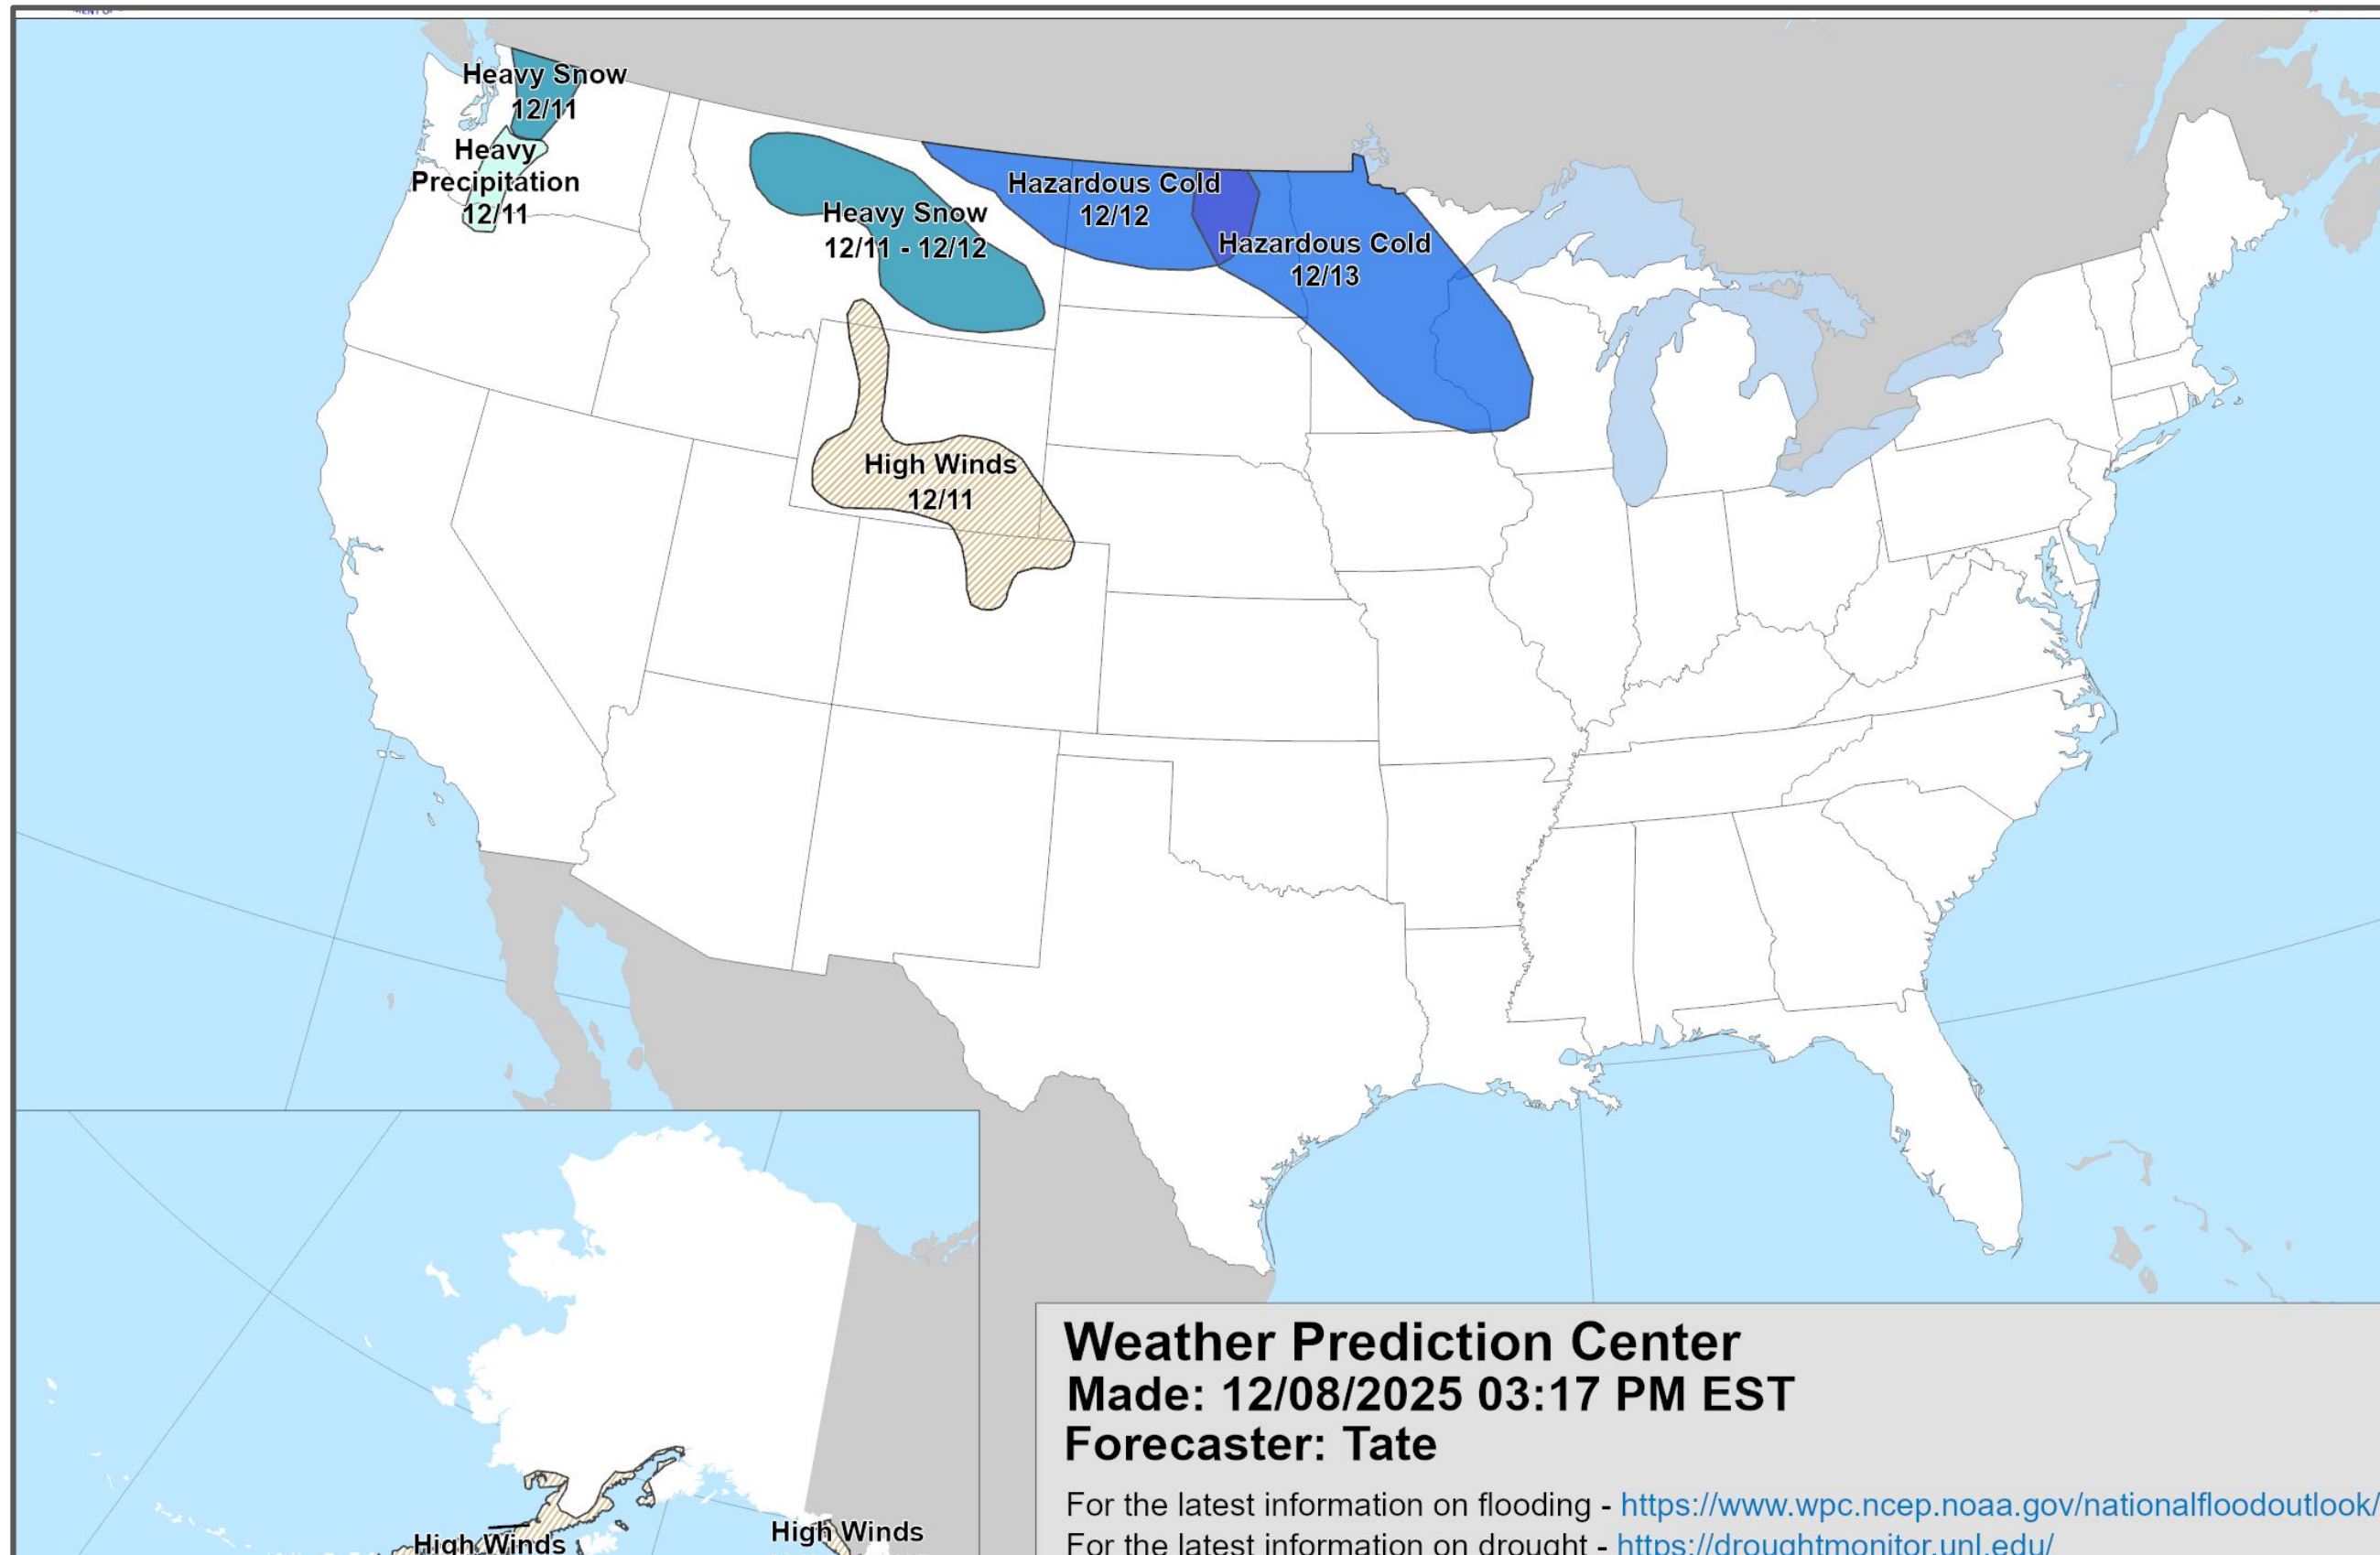 Heavy Snow
12/11
Heavy
Precipitation
12/11
Heavy Snow
12/11 - 12/12
Hazardous Cold
12/12
Hazardous Cold
12/13
High Winds
12/11
High Winds
High Winds
Weather Prediction Center
Made: 12/08/2025 03:17 PM EST
Forecaster: Tate
For the latest information on flooding - https://www.wpc.ncep.noaa.gov/nationalfloodoutlook/
For the latest information on drought - https://droughtmonitor.unl.edu/